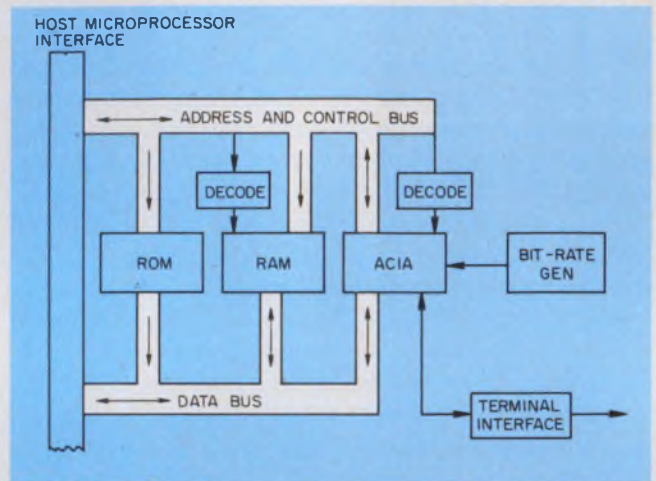 HOST MICROPROCESSOR
INTERFACE
ADDRESS AND CONTROL BUS
DECODE
DECODE
ROM
RAM
ACIA
BIT-RATE
GEN
DATA BUS
TERMINAL
INTERFACE